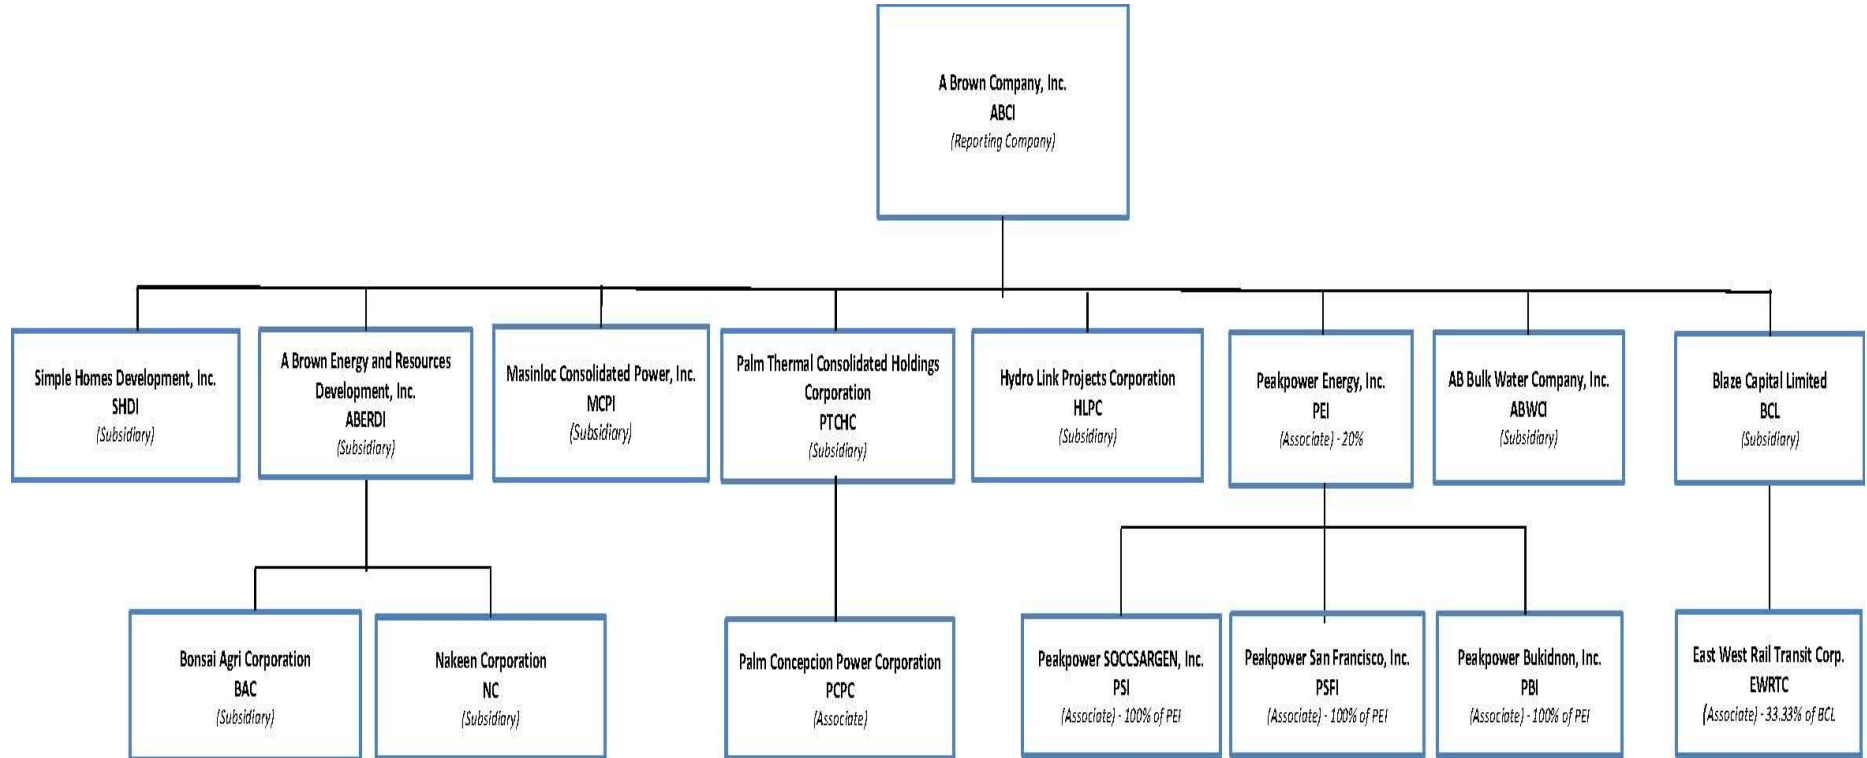 A Brown Company, Inc.
ABCI
(Reporting Company)
Simple Homes Development, Inc.
SHDI
(Subsidiary)
A Brown Energy and Resources
Development, Inc.
ABERDI
(Subsidiary)
Masinloc Consolidated Power, Inc.
MCPI
(Subsidiary)
Palm Thermal Consolidated Holdings
Corporation
PTCHC
(Subsidiary)
Hydro Link Projects Corporation
HLPC
(Subsidiary)
Peakpower Energy, Inc.
PEI
(Associate) - 20%
AB Bulk Water Company, Inc.
ABWCI
(Subsidiary)
Blaze Capital Limited
BCL
(Subsidiary)
Bonsai Agri Corporation
BAC
(Subsidiary)
Nakeen Corporation
NC
(Subsidiary)
Palm Concepcion Power Corporation
PCPC
(Associate)
Peakpower SOCCSARGEN, Inc.
PSI
(Associate) - 100% of PEI
Peakpower San Francisco, Inc.
PSFI
(Associate) - 100% of PEI
Peakpower Bukidnon, Inc.
PBI
(Associate) - 100% of PEI
East West Rail Transit Corp.
EWRTC
(Associate) - 33.33% of BCL